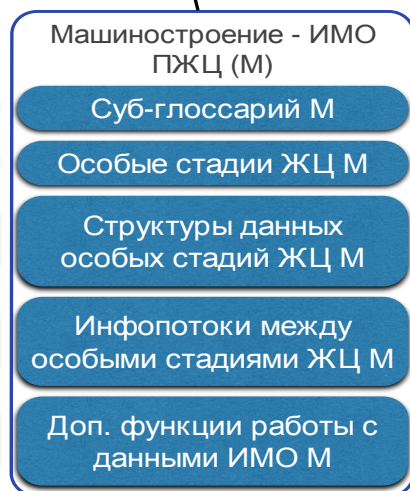 Машиностроение - ИМО
ПЖЦ (М)
Суб-глоссарий М
Особые стадии ЖЦ М
Структуры данных
особых стадий ЖЦ М
Инфопотоки между
особыми стадиями ЖЦ М
Доп. функции работы с
данными ИМО М